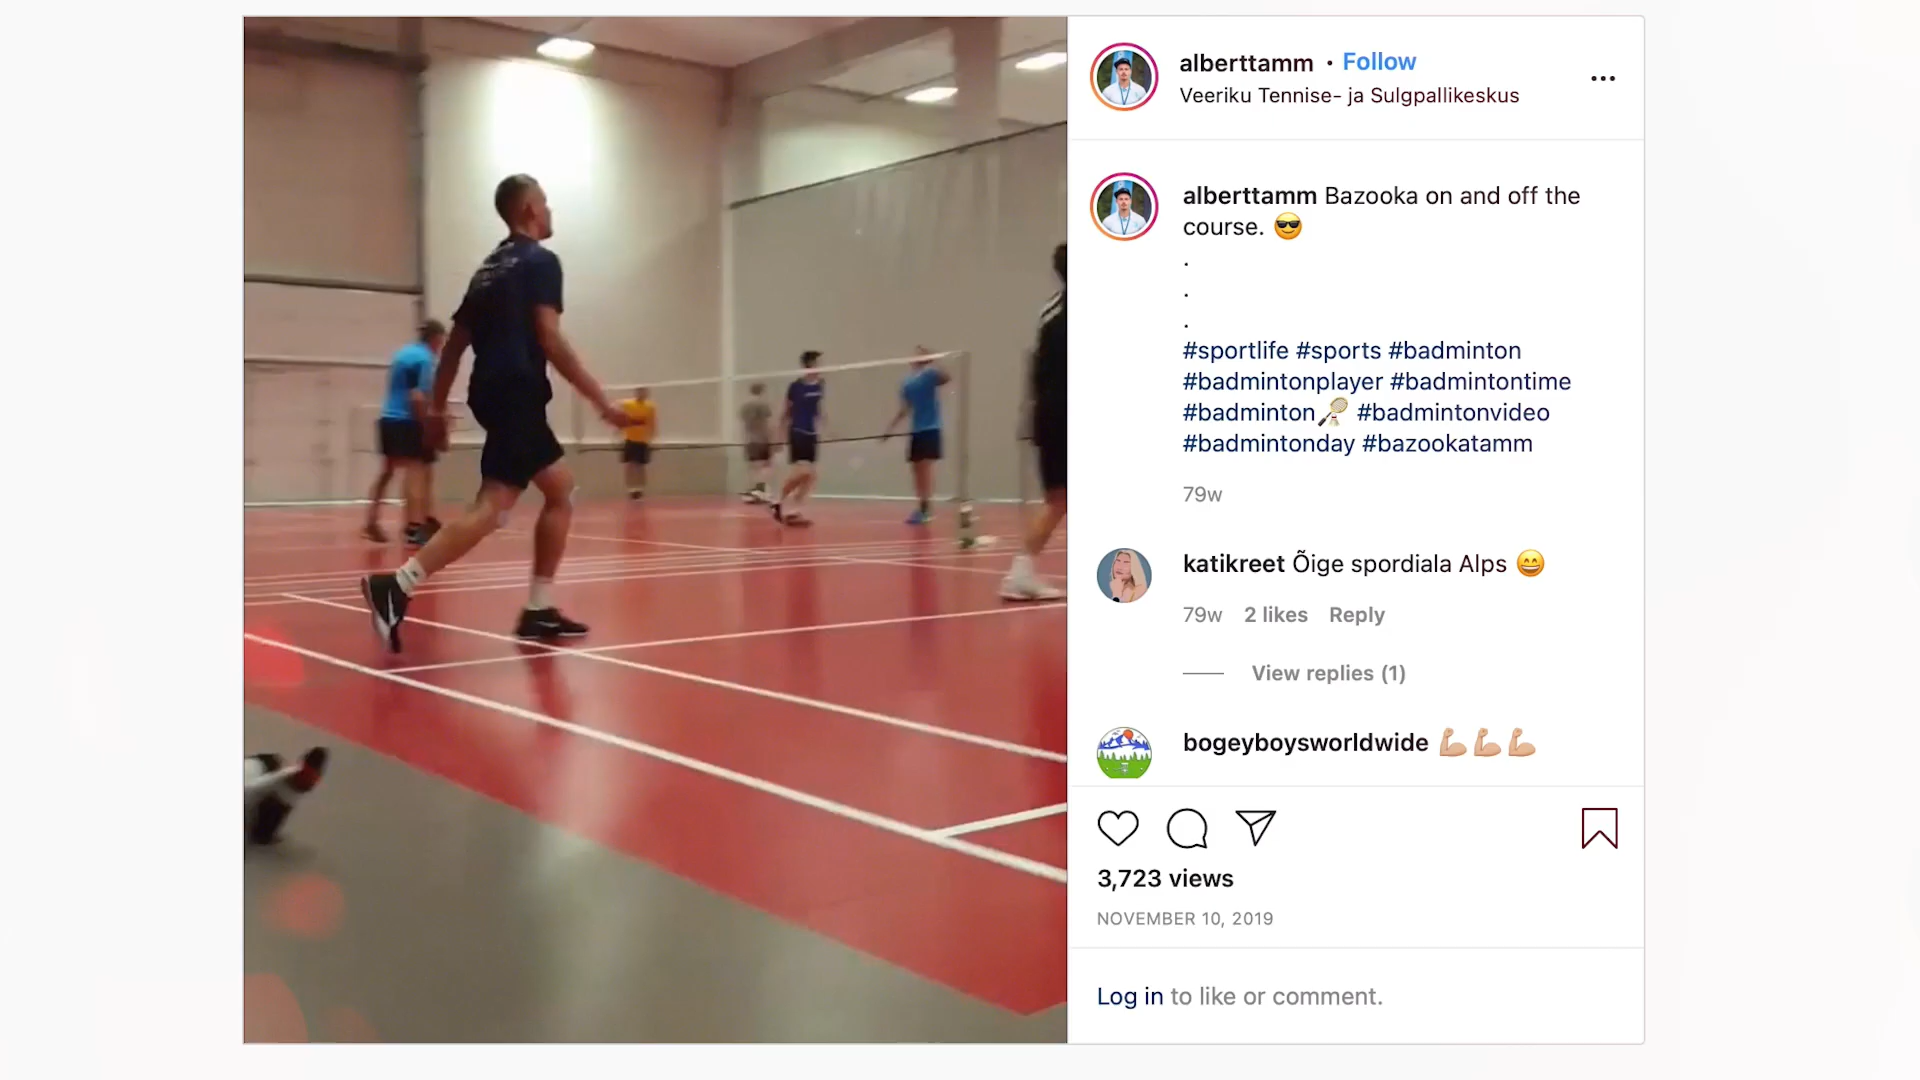 alberttamm • Follow
Veeriku Tennise- ja Sulgpallikeskus
alberttamm Bazooka on and off the
course. 😎
.
.
.
#sportlife #sports #badminton
#badmintonplayer #badmintontime
#badminton🏸 #badmintonvideo
#badmintonday #bazookatamm
79w
katikreet Õige spordiala Alps 😄
79w 2 likes Reply
View replies (1)
bogeyboysworldwide 💪🏼💪🏼💪🏼
3,723 views
NOVEMBER 10, 2019
Log in to like or comment.